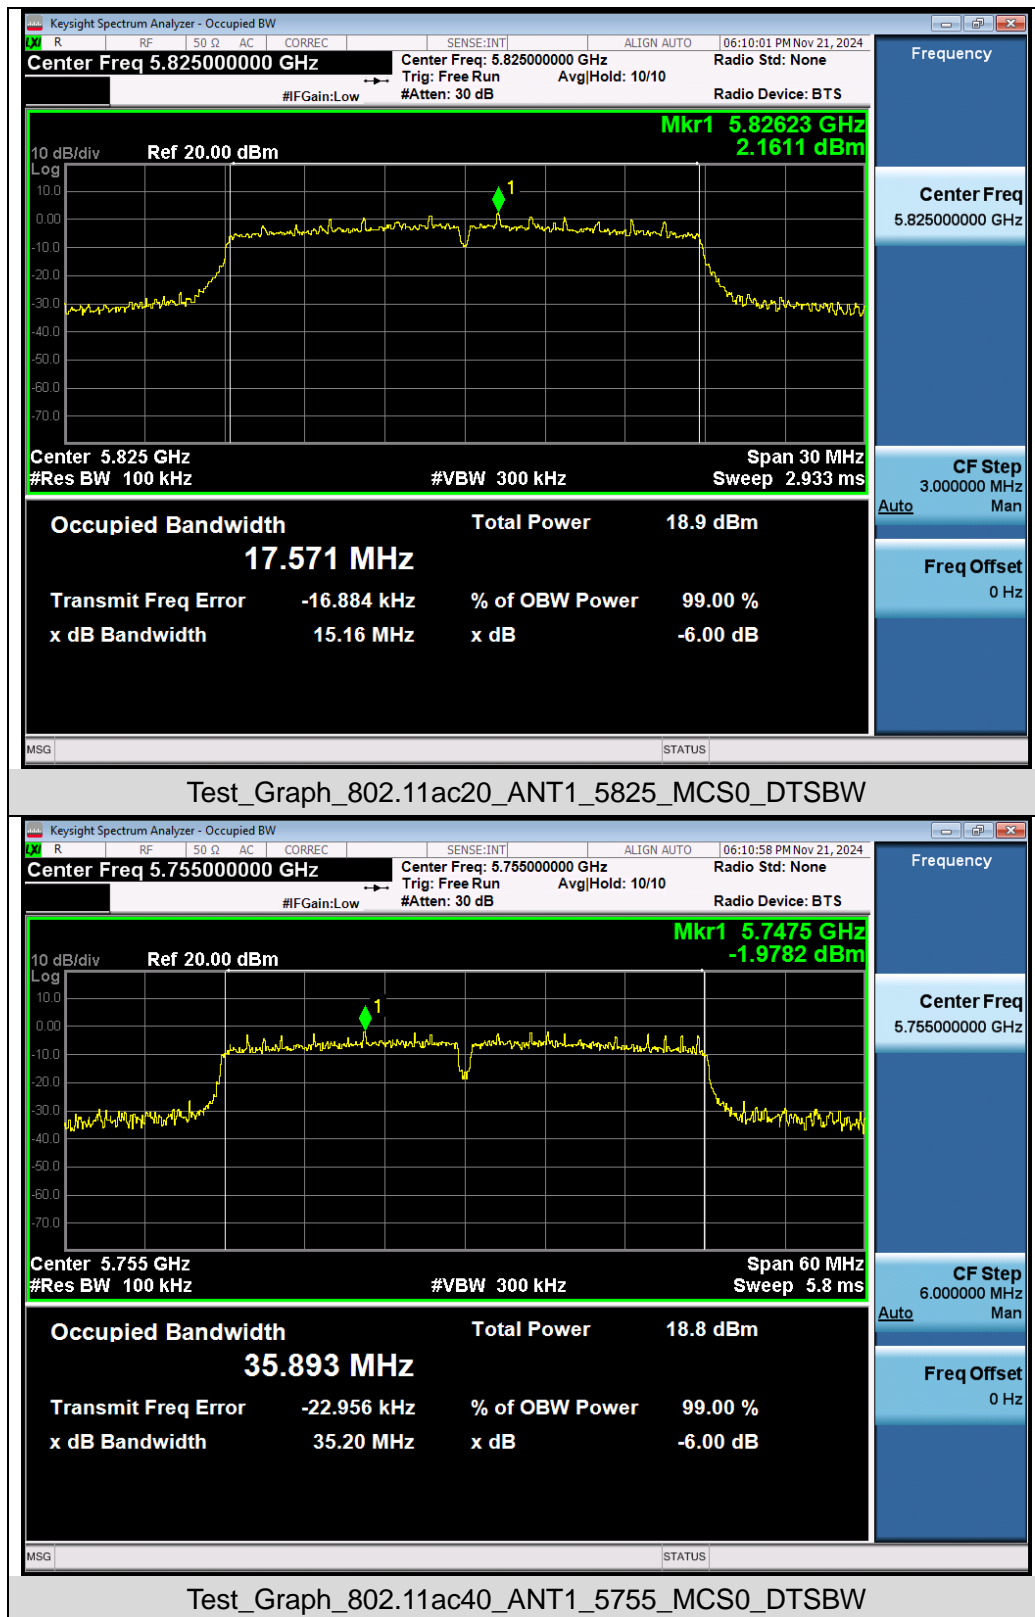 Keysight Spectrum Analyzer - Occupied BW
LXI R RF 50 Ω AC CORREC SENSE:INT ALIGN AUTO 06:10:01 PM Nov 21, 2024
Center Freq 5.825000000 GHz Center Freq: 5.825000000 GHz Radio Std: None
Trig: Free Run Avg|Hold: 10/10
#IFGain:Low #Atten: 30 dB Radio Device: BTS
Mkr1 5.82623 GHz
2.1611 dBm
10 dB/div Ref 20.00 dBm
Log
10.0
0.00
-10.0
-20.0
-30.0
-40.0
-50.0
-60.0
-70.0
1
Center 5.825 GHz Span 30 MHz
#Res BW 100 kHz #VBW 300 kHz Sweep 2.933 ms
Occupied Bandwidth Total Power 18.9 dBm
17.571 MHz
Transmit Freq Error -16.884 kHz % of OBW Power 99.00 %
x dB Bandwidth 15.16 MHz x dB -6.00 dB
MSG STATUS
Frequency
Center Freq
5.825000000 GHz
CF Step
3.000000 MHz
Auto Man
Freq Offset
0 Hz
Test_Graph_802.11ac20_ANT1_5825_MCS0_DTSBW
Keysight Spectrum Analyzer - Occupied BW
LXI R RF 50 Ω AC CORREC SENSE:INT ALIGN AUTO 06:10:58 PM Nov 21, 2024
Center Freq 5.755000000 GHz Center Freq: 5.755000000 GHz Radio Std: None
Trig: Free Run Avg|Hold: 10/10
#IFGain:Low #Atten: 30 dB Radio Device: BTS
Mkr1 5.7475 GHz
-1.9782 dBm
10 dB/div Ref 20.00 dBm
Log
10.0
0.00
-10.0
-20.0
-30.0
-40.0
-50.0
-60.0
-70.0
1
Center 5.755 GHz Span 60 MHz
#Res BW 100 kHz #VBW 300 kHz Sweep 5.8 ms
Occupied Bandwidth Total Power 18.8 dBm
35.893 MHz
Transmit Freq Error -22.956 kHz % of OBW Power 99.00 %
x dB Bandwidth 35.20 MHz x dB -6.00 dB
MSG STATUS
Frequency
Center Freq
5.755000000 GHz
CF Step
6.000000 MHz
Auto Man
Freq Offset
0 Hz
Test_Graph_802.11ac40_ANT1_5755_MCS0_DTSBW